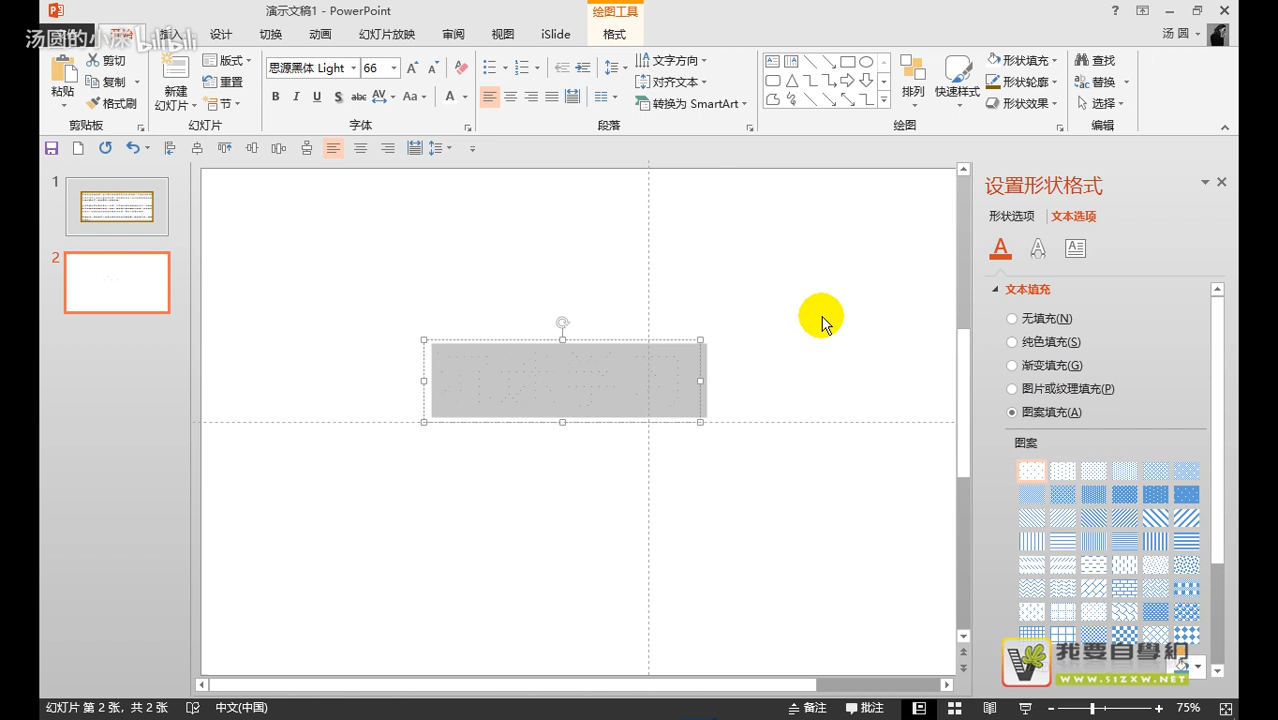 演示文稿1 - PowerPoint
绘图工具
汤圆的小床 bilibili
开始
插入
设计
切换
动画
幻灯片放映
审阅
视图
iSlide
格式
汤 圆
粘贴
剪切
复制
格式刷
剪贴板
新建
幻灯片
版式
重置
节
幻灯片
思源黑体 Light
66
B I U S abc AV Aa A
字体
文字方向
对齐文本
转换为 SmartArt
段落
排列
快速样式
形状填充
形状轮廓
形状效果
绘图
查找
替换
选择
编辑
1
2
设置形状格式
形状选项
文本选项
文本填充
无填充(N)
纯色填充(S)
渐变填充(G)
图片或纹理填充(P)
图案填充(A)
图案
我要自學網
WWW.51ZXW.NET
幻灯片 第 2 张，共 2 张
中文(中国)
备注
批注
75%